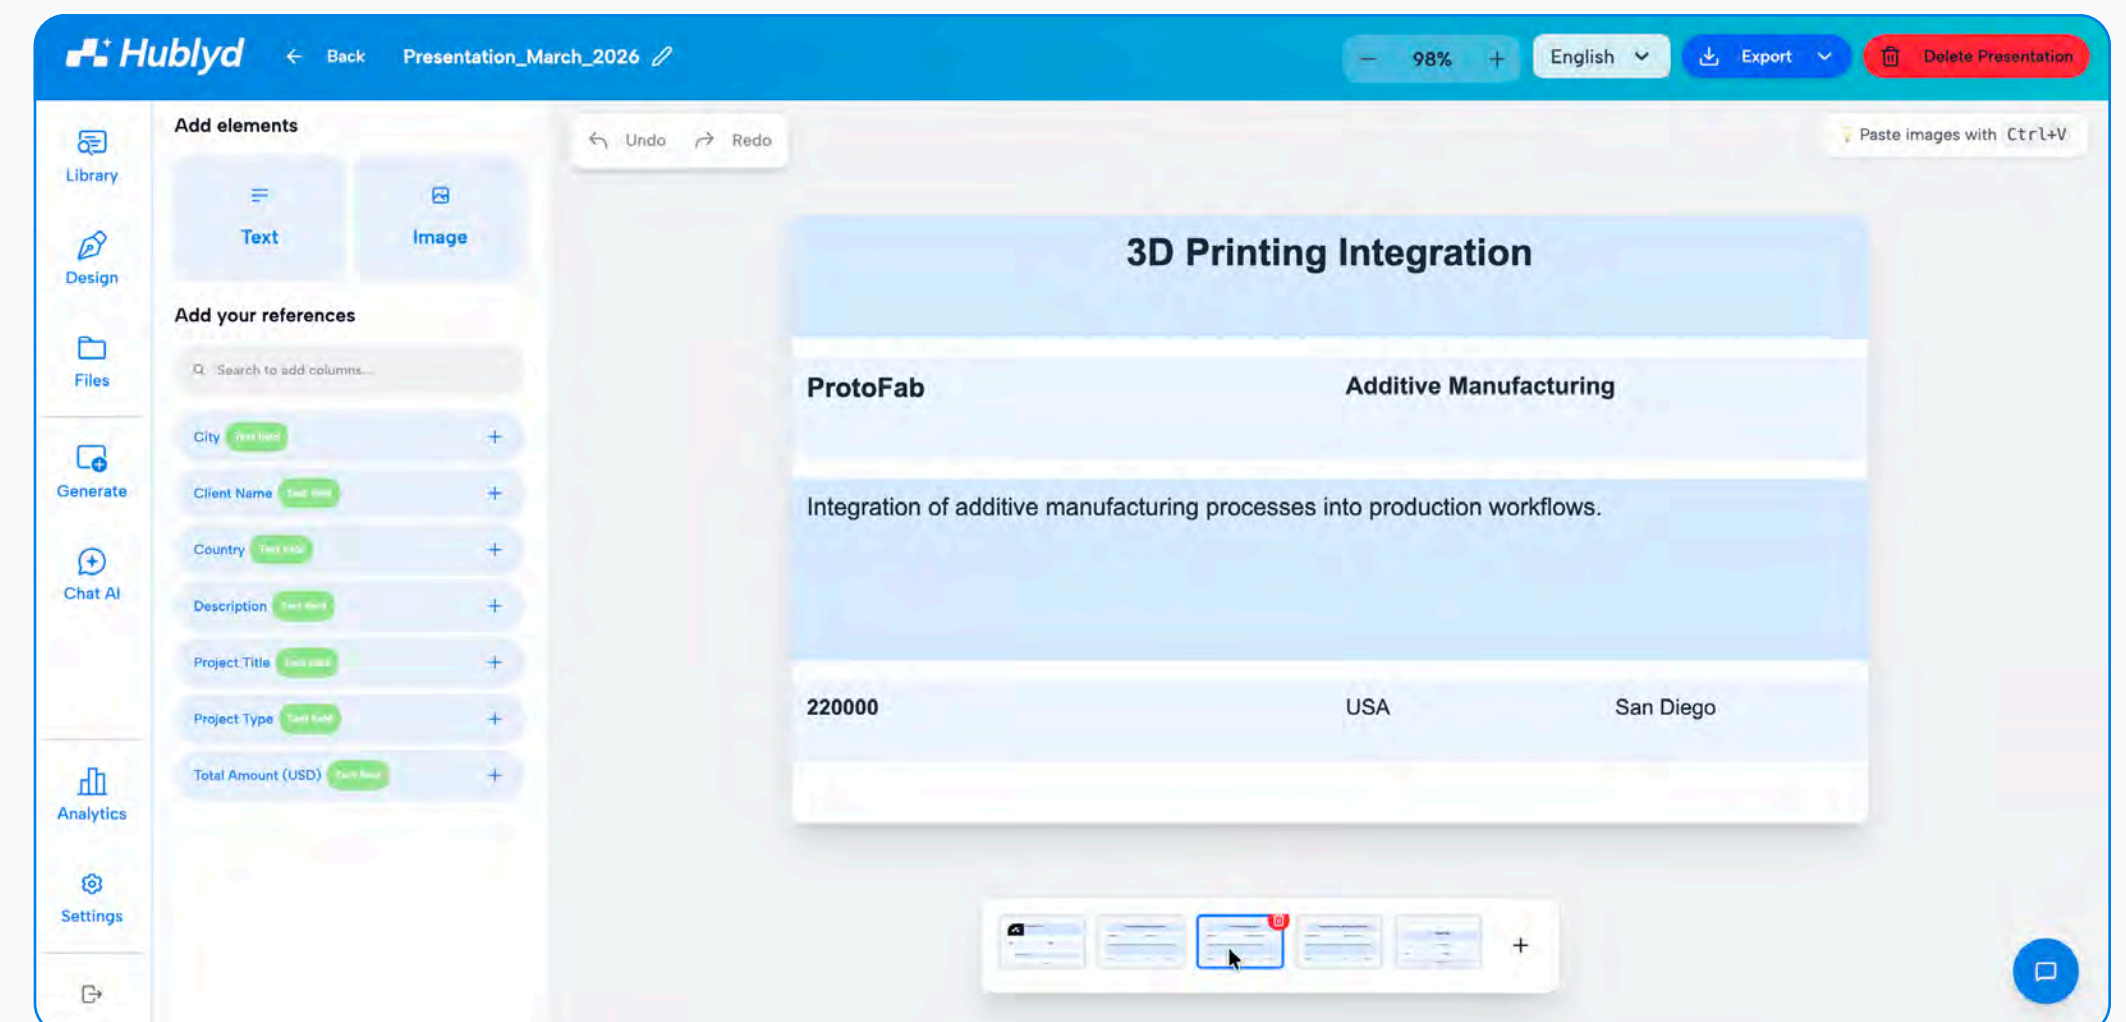 Hublyd
Back
Presentation_March_2026
98%
English
Export
Delete Presentation
Library
Design
Files
Generate
Chat AI
Analytics
Settings
Add elements
Text
Image
Add your references
Search to add columns...
City
Client Name
Country
Description
Project Title
Project Type
Total Amount (USD)
Undo
Redo
Paste images with Ctrl+V
3D Printing Integration
ProtoFab
Additive Manufacturing
Integration of additive manufacturing processes into production workflows.
220000
USA
San Diego